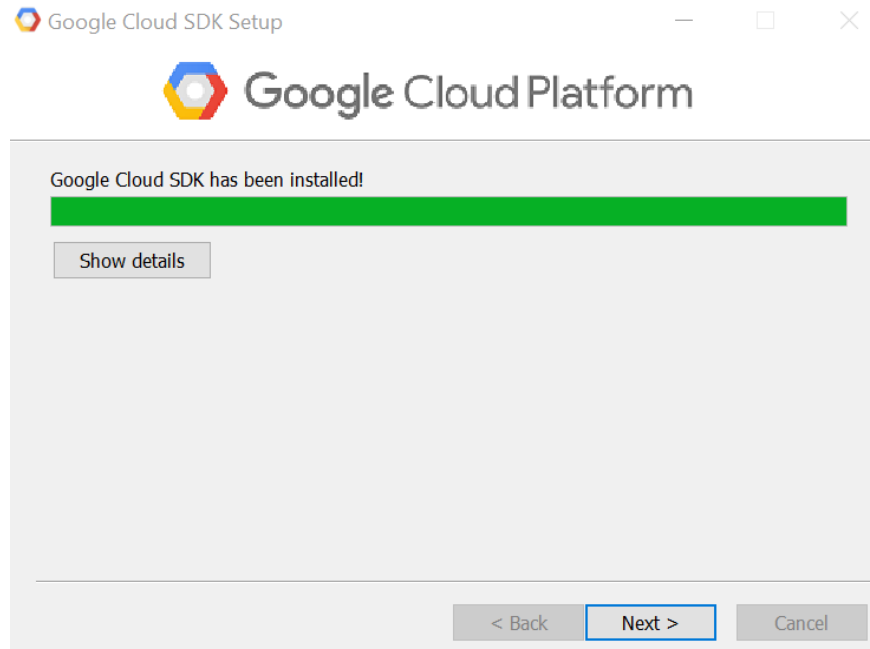 Google Cloud SDK Setup
Google Cloud Platform
Google Cloud SDK has been installed!
Show details
< Back Next > Cancel